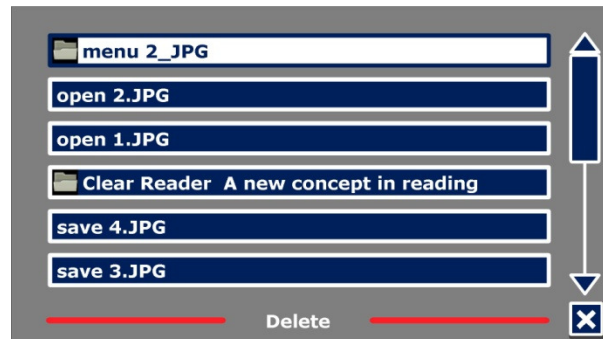 menu 2_JPG
open 2.JPG
open 1.JPG
Clear Reader  A new concept in reading
save 4.JPG
save 3.JPG
Delete